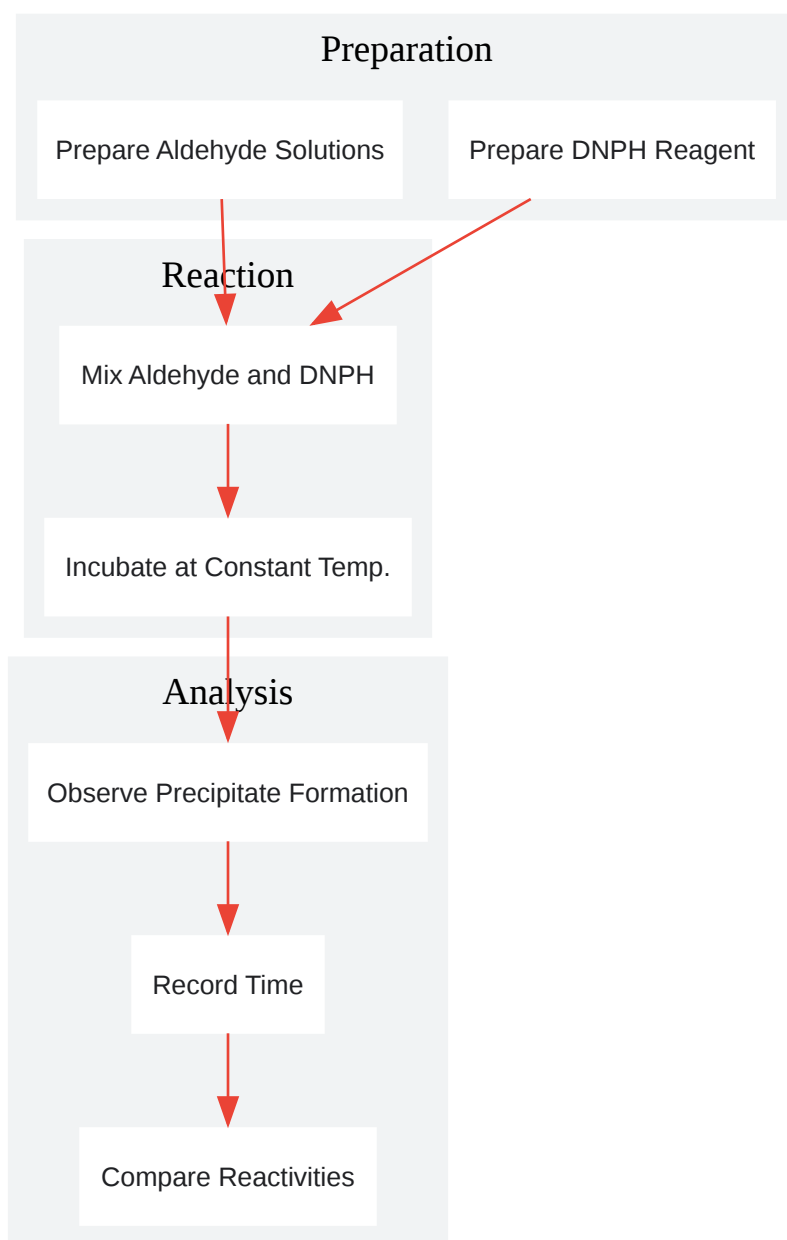 Preparation
Prepare Aldehyde Solutions
Prepare DNPH Reagent
Reaction
Mix Aldehyde and DNPH
Incubate at Constant Temp.
Analysis
Observe Precipitate Formation
Record Time
Compare Reactivities